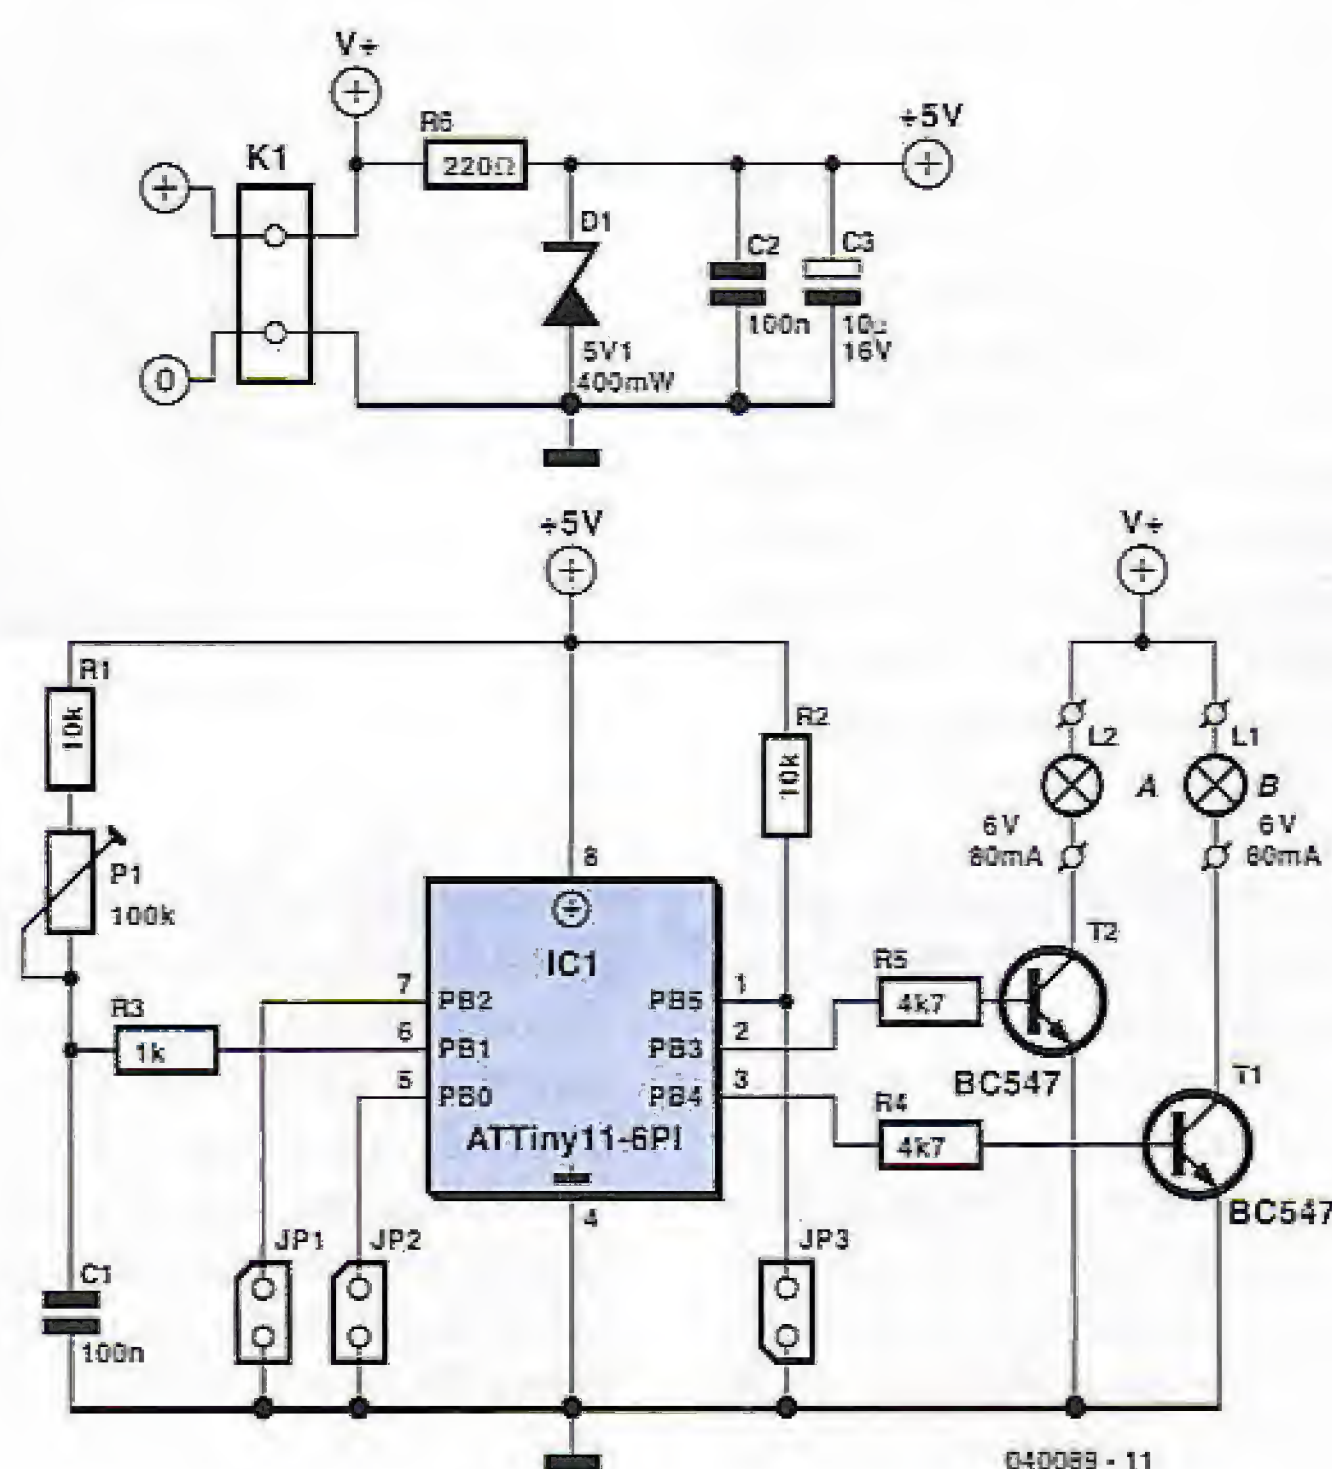 V+
R6
+5V
K1
220Ω
D1
C2
C3
100n
10µ
16V
5V1
400mW
0
+5V
V+
R1
10k
R2
10k
L2
L1
A
B
6V
80mA
6V
60mA
P1
100k
8
T2
IC1
R5
7
PB2
PB5
1
4k7
R3
1k
6
PB1
PB3
2
BC547
T1
5
PB0
PB4
3
R4
4k7
ATTiny11-6PI
4
BC547
JP1
JP2
JP3
C1
100n
040089 - 11